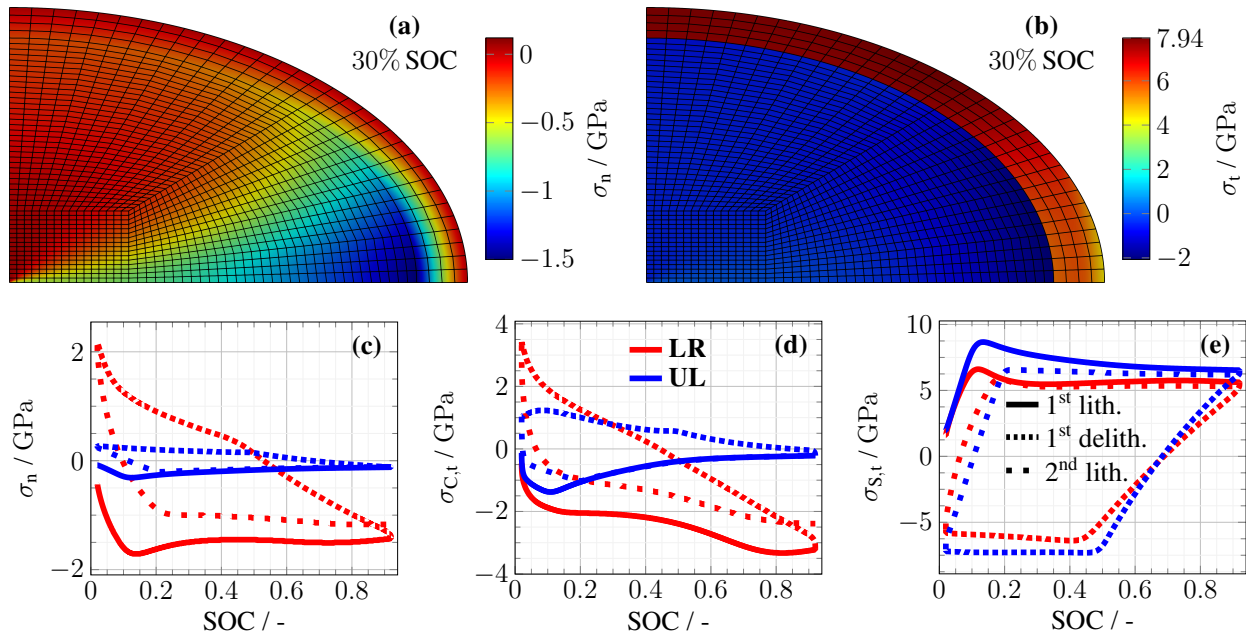 (a)
30% SOC
0
−0.5
−1
−1.5
σn / GPa
(b)
30% SOC
7.94
6
4
2
0
−2
σt / GPa
(c)
2
0
−2
σn / GPa
0 0.2 0.4 0.6 0.8
SOC / -
(d)
LR
UL
4
2
0
−2
−4
σC,t / GPa
0 0.2 0.4 0.6 0.8
SOC / -
(e)
1st lith.
1st delith.
2nd lith.
10
5
0
−5
σS,t / GPa
0 0.2 0.4 0.6 0.8
SOC / -